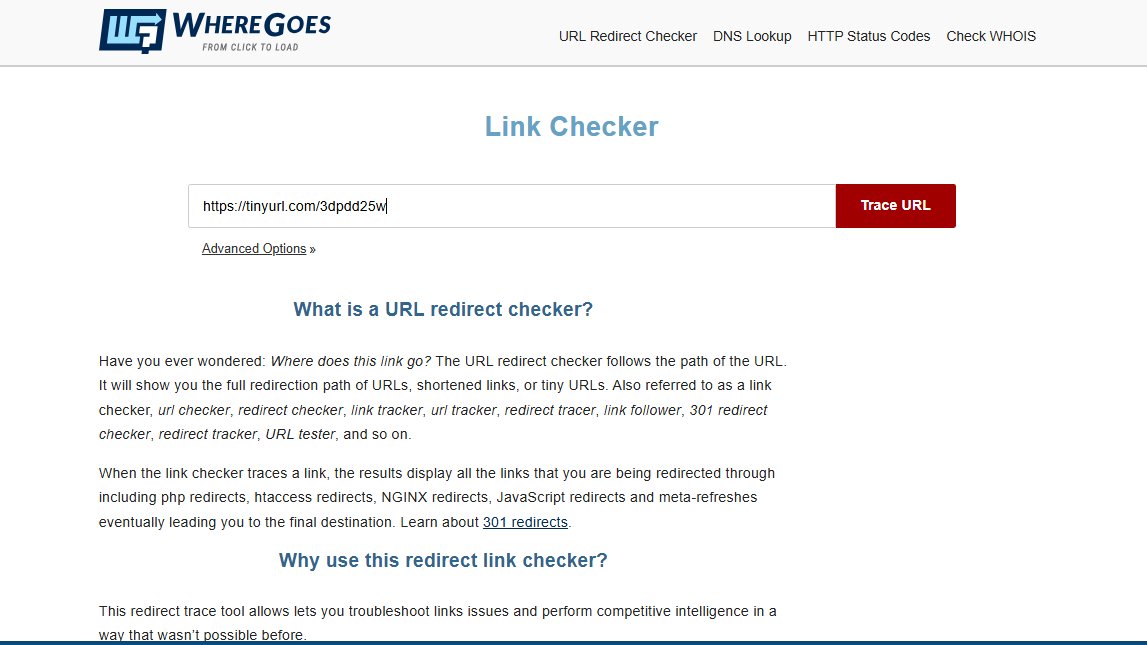 WHEREGOES
FROM CLICK TO LOAD
URL Redirect Checker DNS Lookup HTTP Status Codes Check WHOIS
Link Checker
https://tinyurl.com/3dpdd25w
Trace URL
Advanced Options »
What is a URL redirect checker?
Have you ever wondered: Where does this link go? The URL redirect checker follows the path of the URL.
It will show you the full redirection path of URLs, shortened links, or tiny URLs. Also referred to as a link
checker, url checker, redirect checker, link tracker, url tracker, redirect tracer, link follower, 301 redirect
checker, redirect tracker, URL tester, and so on.
When the link checker traces a link, the results display all the links that you are being redirected through
including php redirects, htaccess redirects, NGINX redirects, JavaScript redirects and meta-refreshes
eventually leading you to the final destination. Learn about 301 redirects.
Why use this redirect link checker?
This redirect trace tool allows lets you troubleshoot links issues and perform competitive intelligence in a
way that wasn’t possible before.